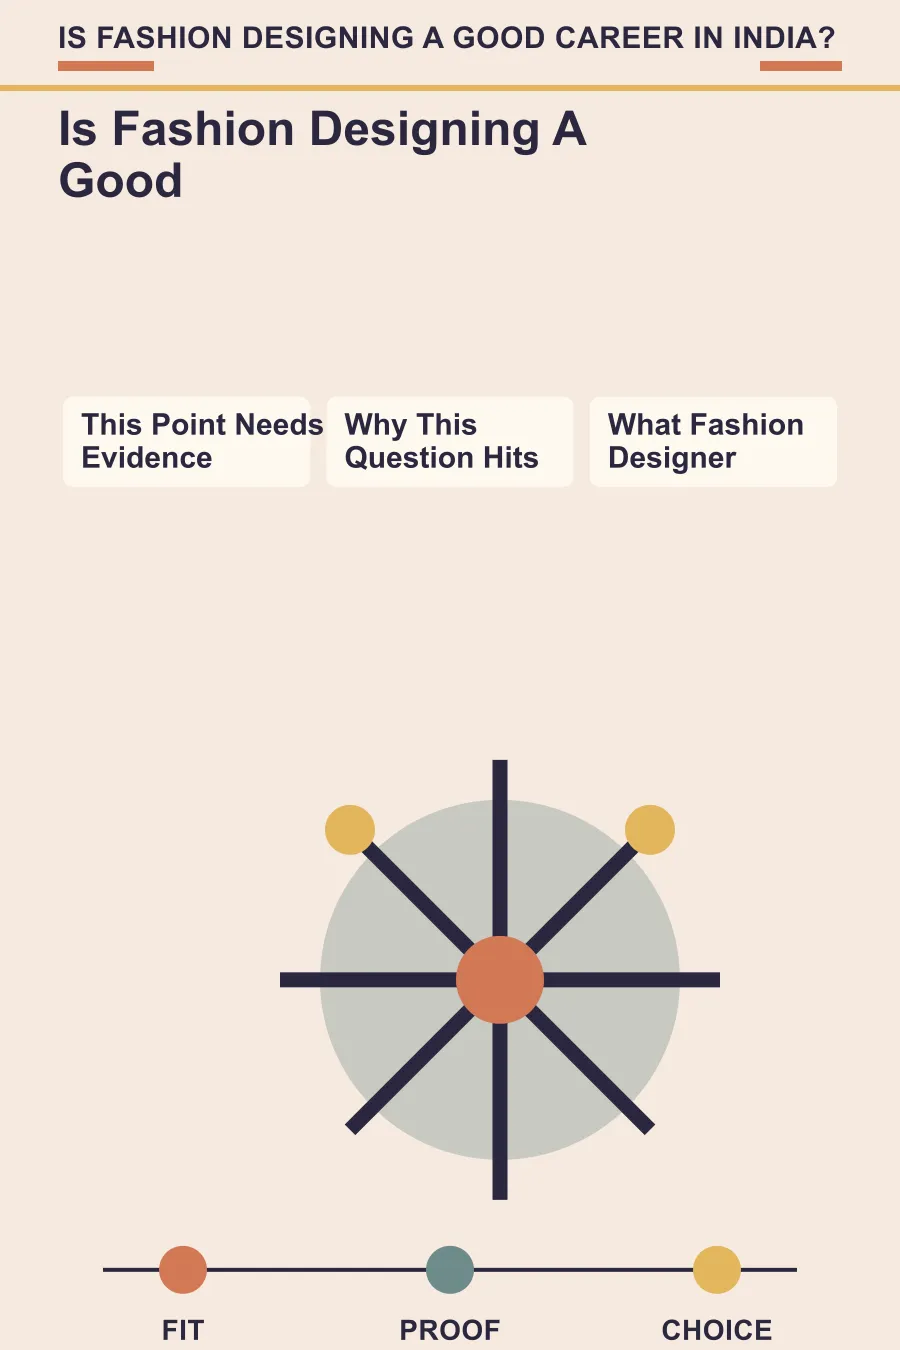 IS FASHION DESIGNING A GOOD CAREER IN INDIA?
Is Fashion Designing A
Good
This Point Needs
Evidence
Why This
Question Hits
What Fashion
Designer
FIT
PROOF
CHOICE